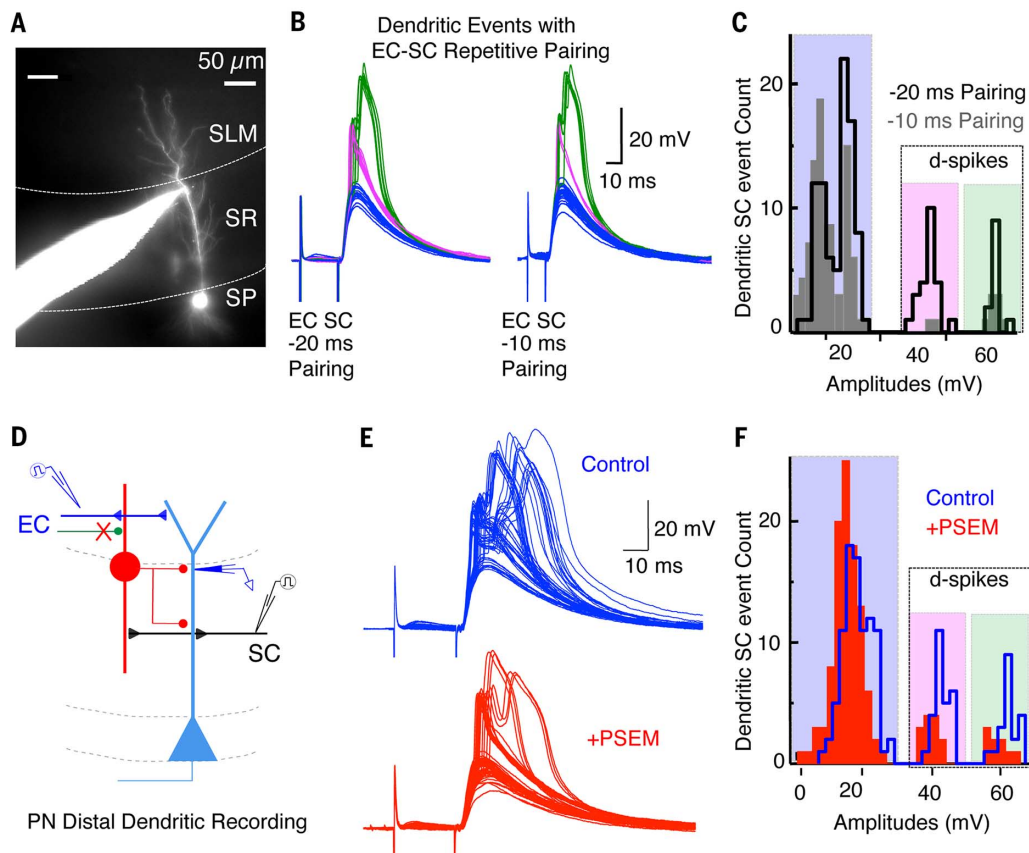 A
50 µm
SLM
SR
SP
B
Dendritic Events with
EC-SC Repetitive Pairing
20 mV
10 ms
EC SC
-20 ms
Pairing
EC SC
-10 ms
Pairing
C
Dendritic SC event Count
20
10
0
-20 ms Pairing
-10 ms Pairing
d-spikes
20
40
60
Amplitudes (mV)
D
EC
SC
PN Distal Dendritic Recording
E
Control
20 mV
10 ms
+PSEM
F
Dendritic SC event Count
20
10
0
Control
+PSEM
d-spikes
0
20
40
60
Amplitudes (mV)